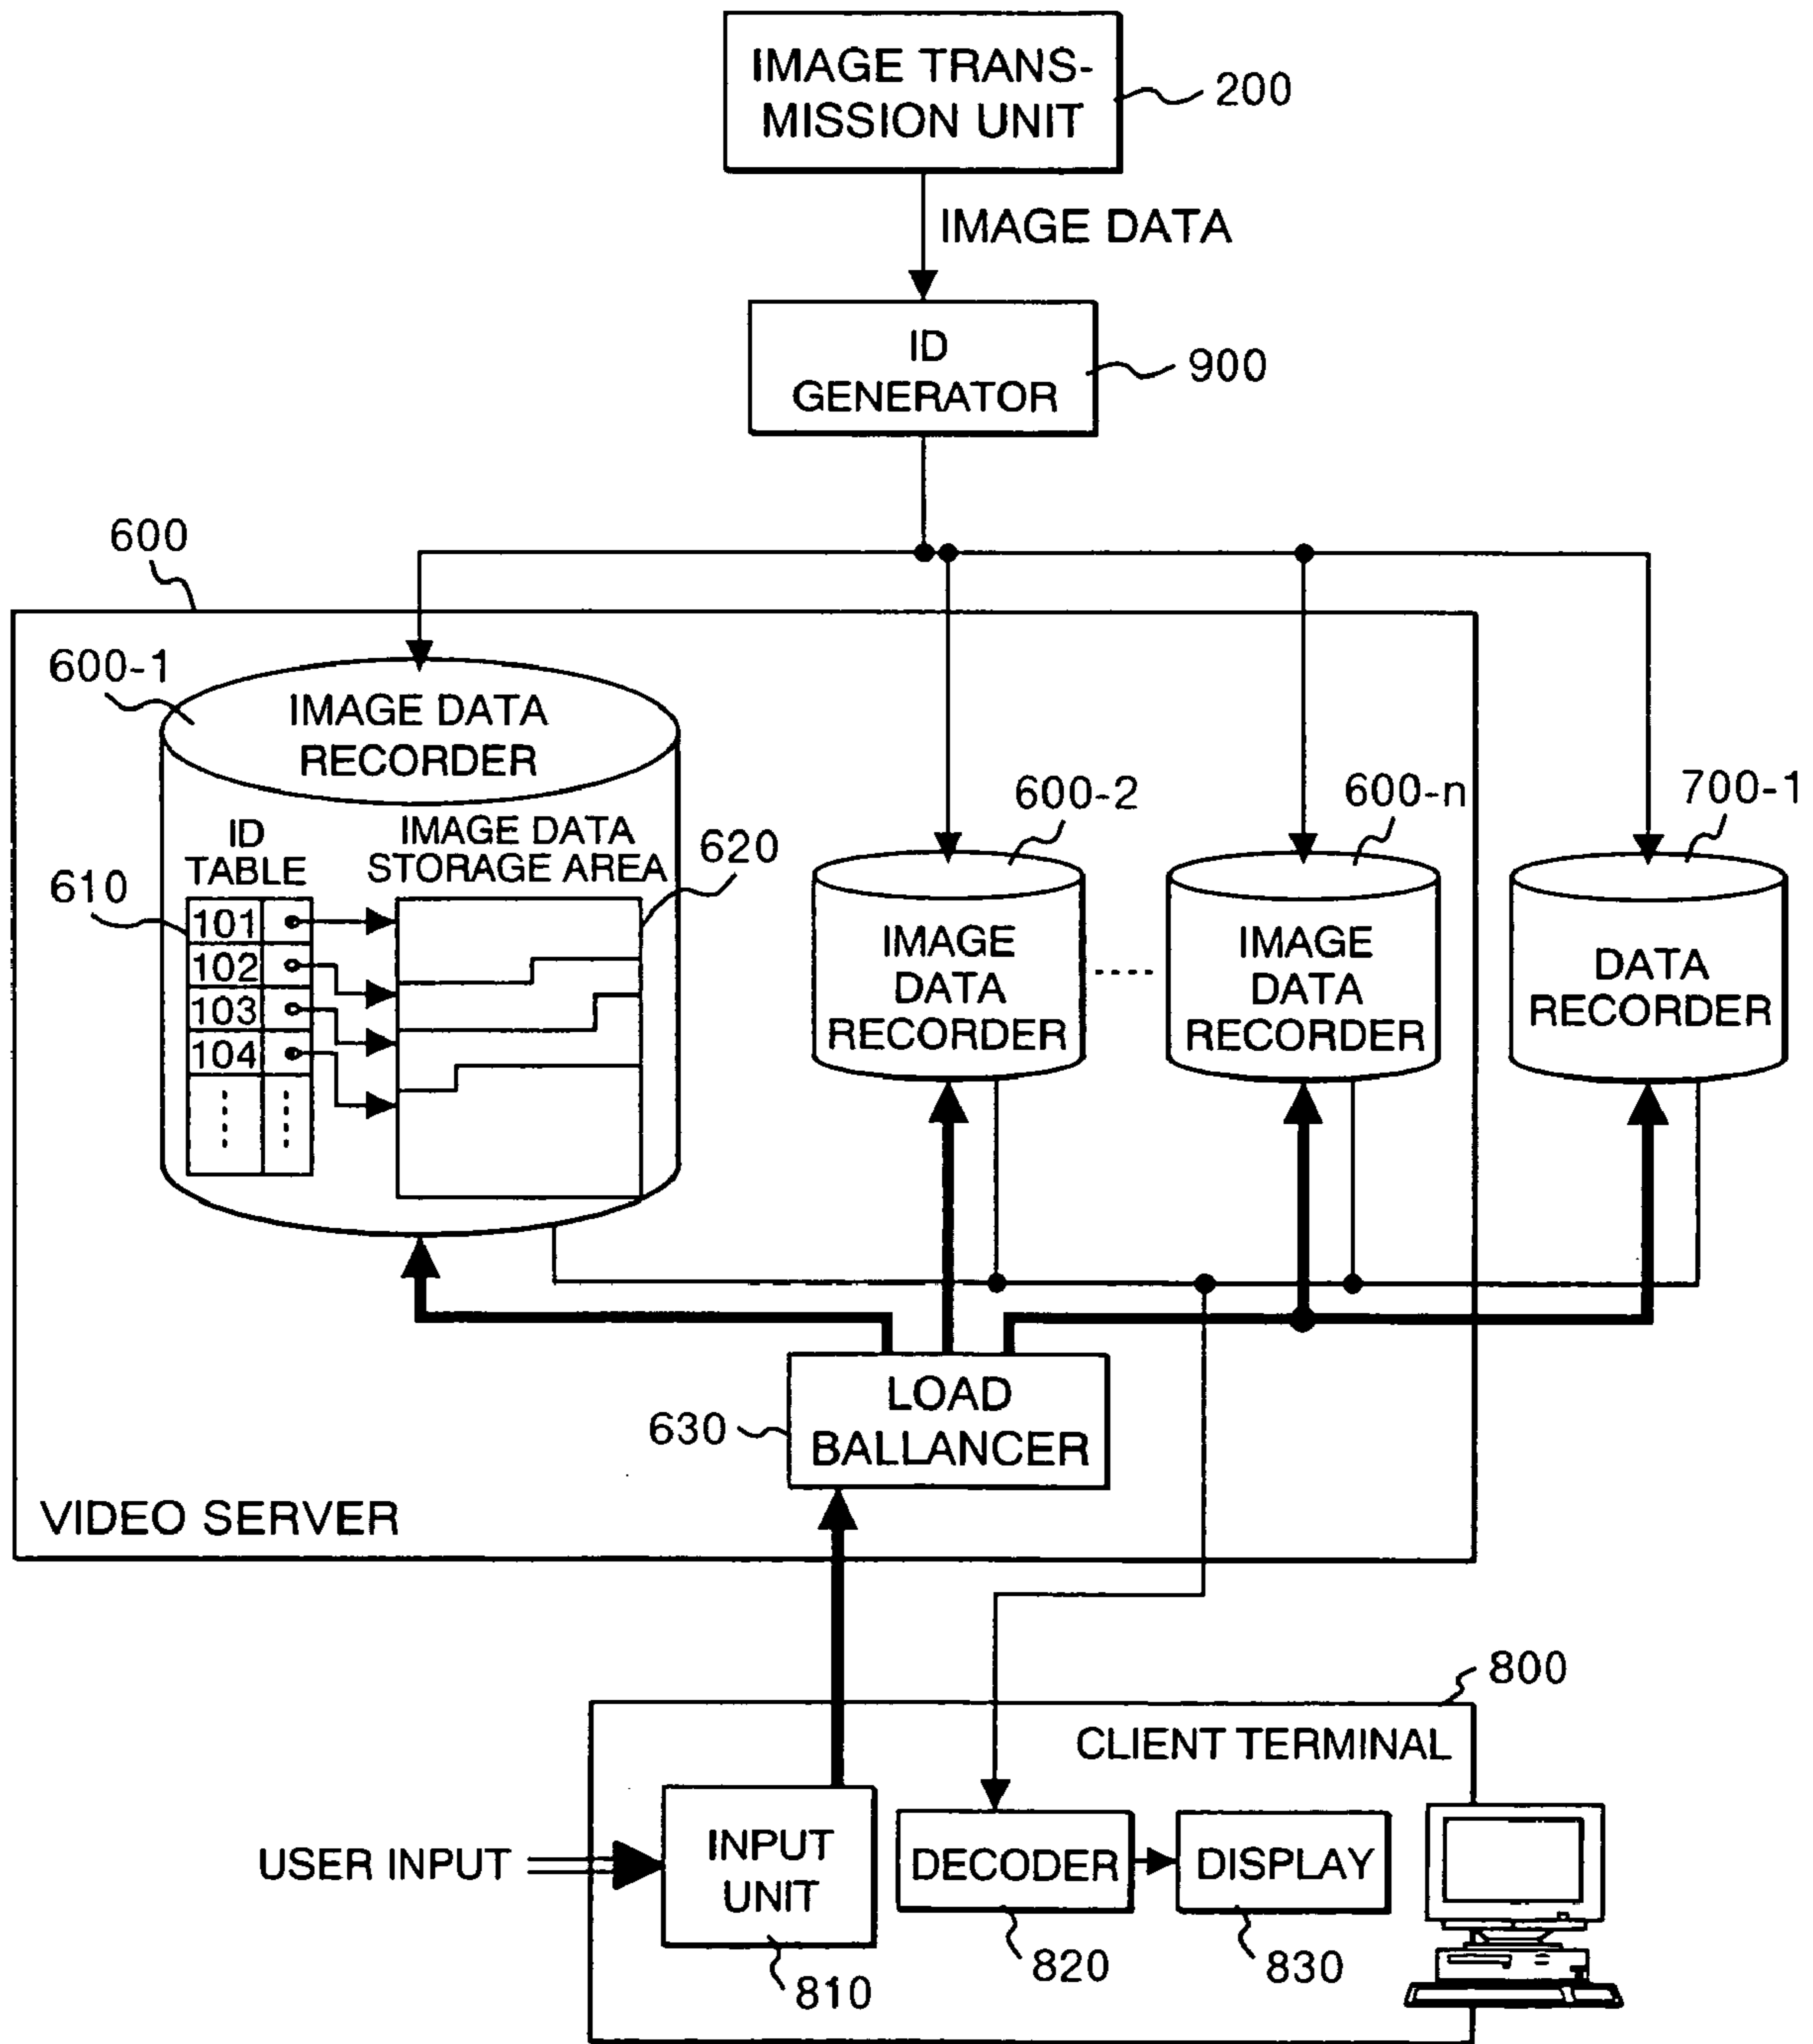 IMAGE TRANS-
MISSION UNIT
200
IMAGE DATA
ID
GENERATOR
900
600
600-1
IMAGE DATA
RECORDER
ID
TABLE
IMAGE DATA
STORAGE AREA
620
610
101
102
103
104
600-2
IMAGE
DATA
RECORDER
600-n
IMAGE
DATA
RECORDER
700-1
DATA
RECORDER
LOAD
BALLANCER
630
VIDEO SERVER
800
CLIENT TERMINAL
USER INPUT
INPUT
UNIT
810
DECODER
820
DISPLAY
830